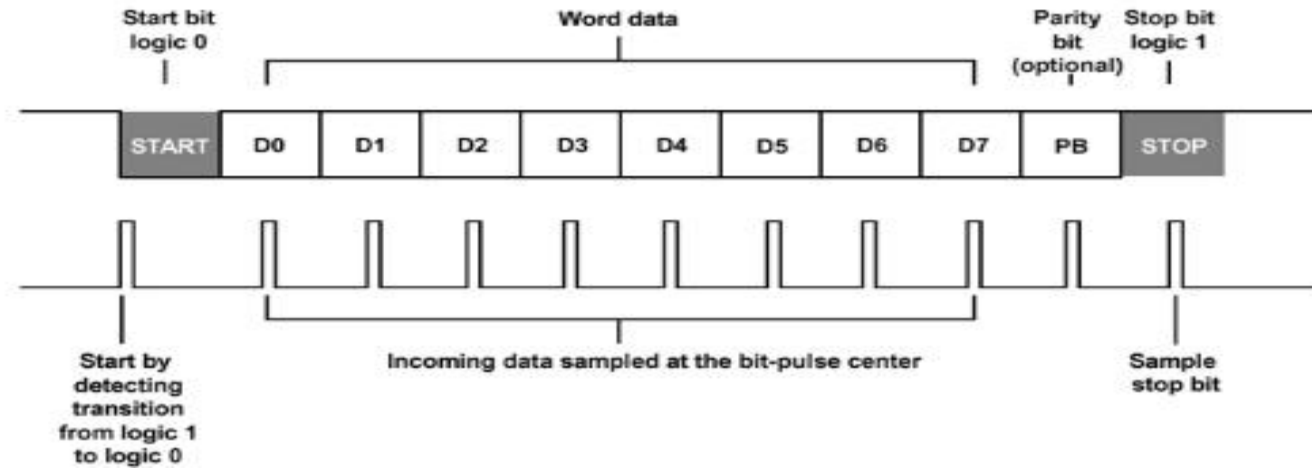 Start bit
logic 0
Word data
Parity
bit
(optional)
Stop bit
logic 1
START D0 D1 D2 D3 D4 D5 D6 D7 PB STOP
Start by
detecting
transition
from logic 1
to logic 0
Incoming data sampled at the bit-pulse center
Sample
stop bit